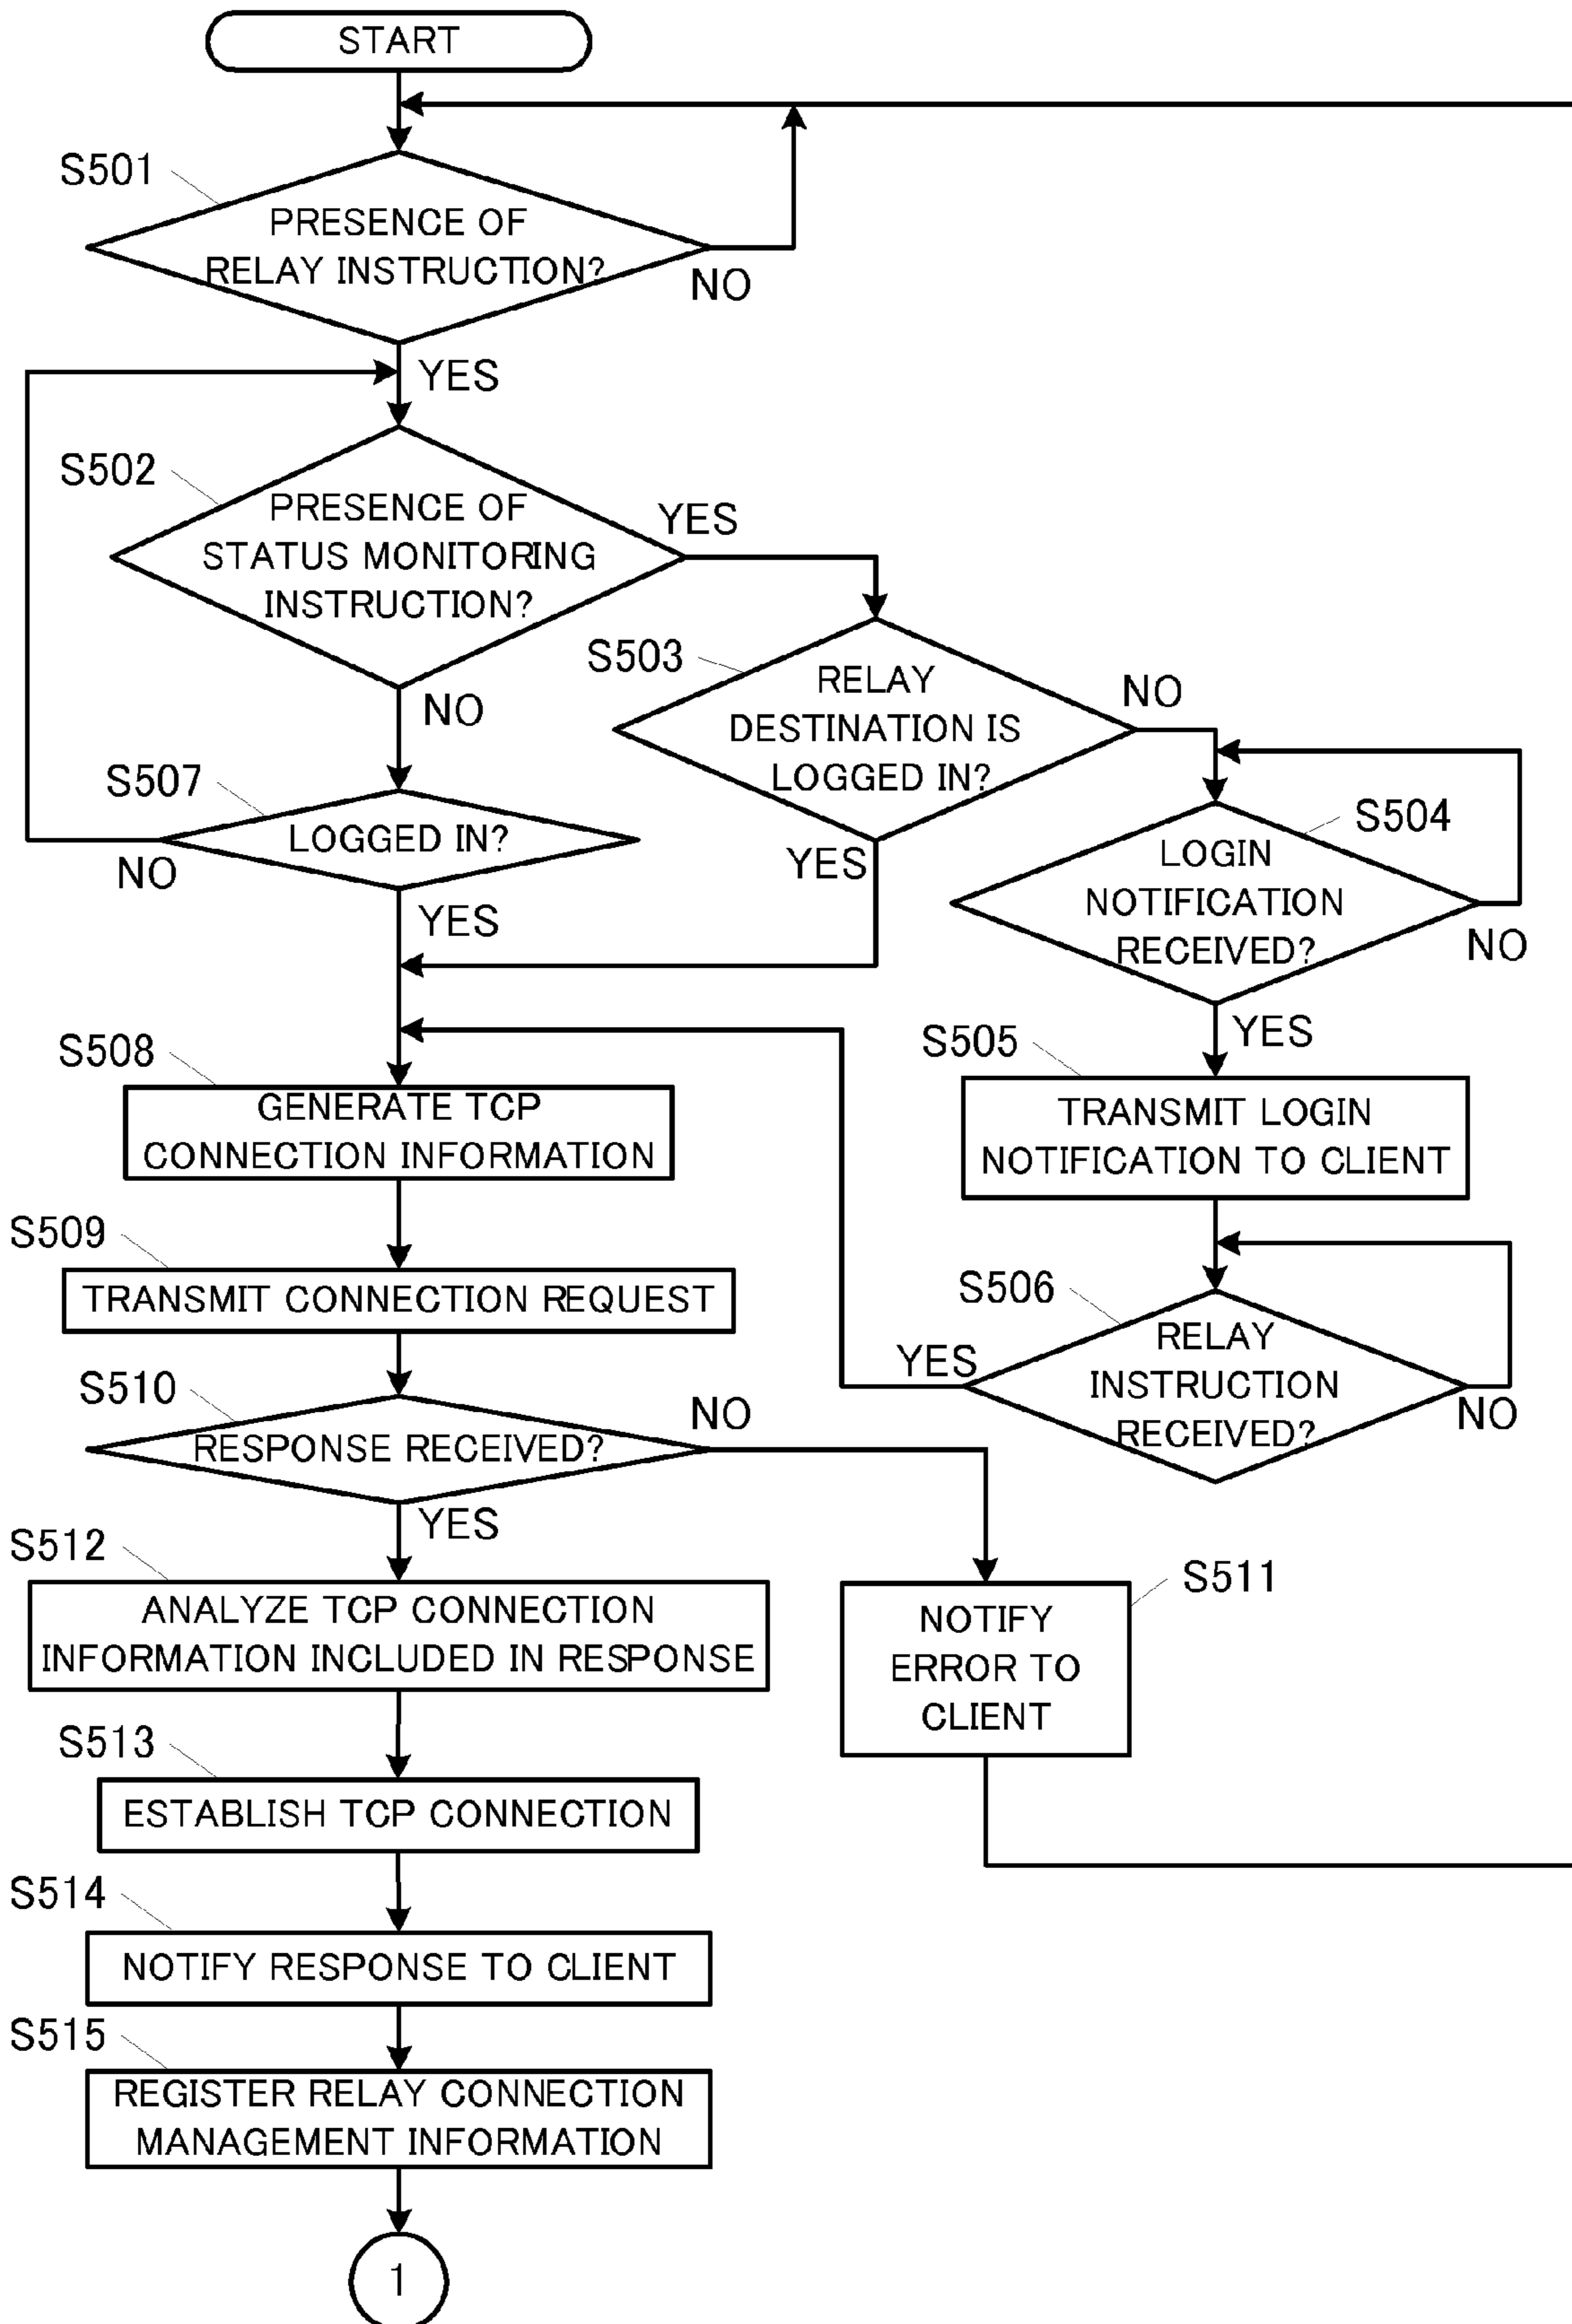 START
S501
PRESENCE OF
RELAY INSTRUCTION?
NO
YES
S502
PRESENCE OF
STATUS MONITORING
INSTRUCTION?
YES
NO
S503
RELAY
DESTINATION IS
LOGGED IN?
NO
YES
S507
LOGGED IN?
NO
YES
S504
LOGIN
NOTIFICATION
RECEIVED?
NO
YES
S505
TRANSMIT LOGIN
NOTIFICATION TO CLIENT
S506
RELAY
INSTRUCTION
RECEIVED?
YES
NO
S508
GENERATE TCP
CONNECTION INFORMATION
S509
TRANSMIT CONNECTION REQUEST
S510
RESPONSE RECEIVED?
NO
YES
S511
NOTIFY
ERROR TO
CLIENT
S512
ANALYZE TCP CONNECTION
INFORMATION INCLUDED IN RESPONSE
S513
ESTABLISH TCP CONNECTION
S514
NOTIFY RESPONSE TO CLIENT
S515
REGISTER RELAY CONNECTION
MANAGEMENT INFORMATION
1